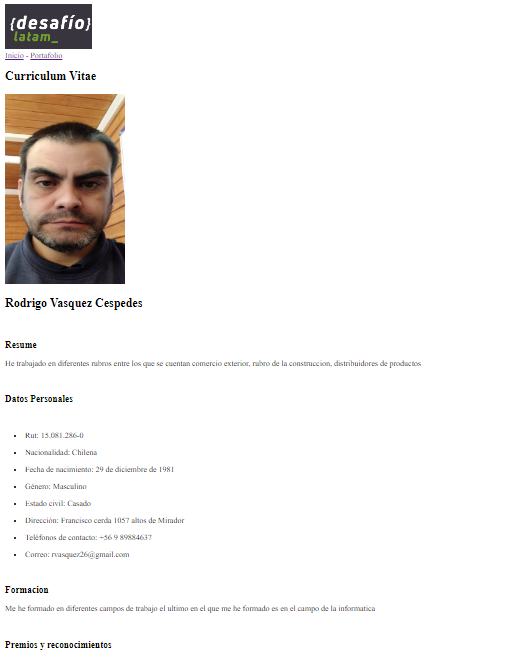 {desafío}
latam_
Inicio - Portafolio
Curriculum Vitae
Rodrigo Vasquez Cespedes
Resume
He trabajado en diferentes rubros entre los que se cuentan comercio exterior, rubro de la construccion, distribuidores de productos
Datos Personales
Rut: 15.081.286-0
Nacionalidad: Chilena
Fecha de nacimiento: 29 de diciembre de 1981
Género: Masculino
Estado civil: Casado
Dirección: Francisco cerda 1057 altos de Mirador
Teléfonos de contacto: +56 9 89884637
Correo: rvasquez26@gmail.com
Formacion
Me he formado en diferentes campos de trabajo el ultimo en el que me he formado es en el campo de la informatica
Premios y reconocimientos